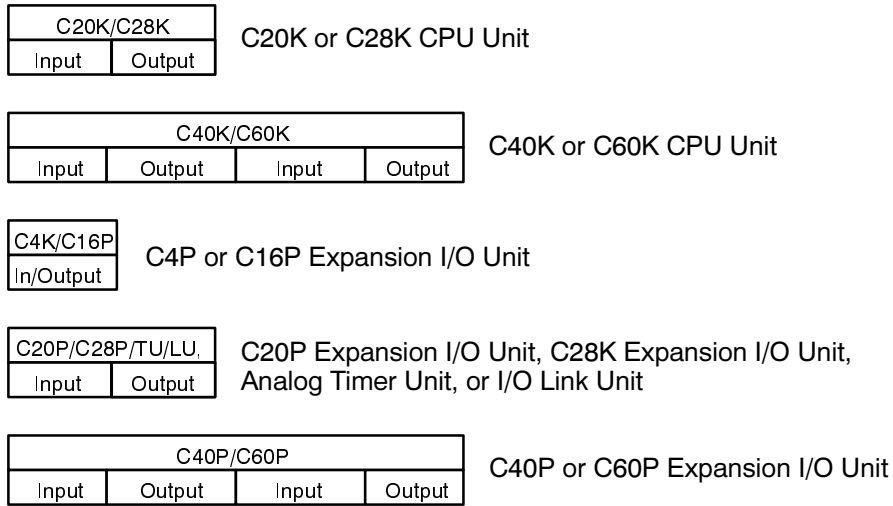 C20K/C28K
Input Output
C20K or C28K CPU Unit
C40K/C60K
Input Output Input Output
C40K or C60K CPU Unit
C4K/C16P
In/Output
C4P or C16P Expansion I/O Unit
C20P/C28P/TU/LU,
Input Output
C20P Expansion I/O Unit, C28K Expansion I/O Unit,
Analog Timer Unit, or I/O Link Unit
C40P/C60P
Input Output Input Output
C40P or C60P Expansion I/O Unit